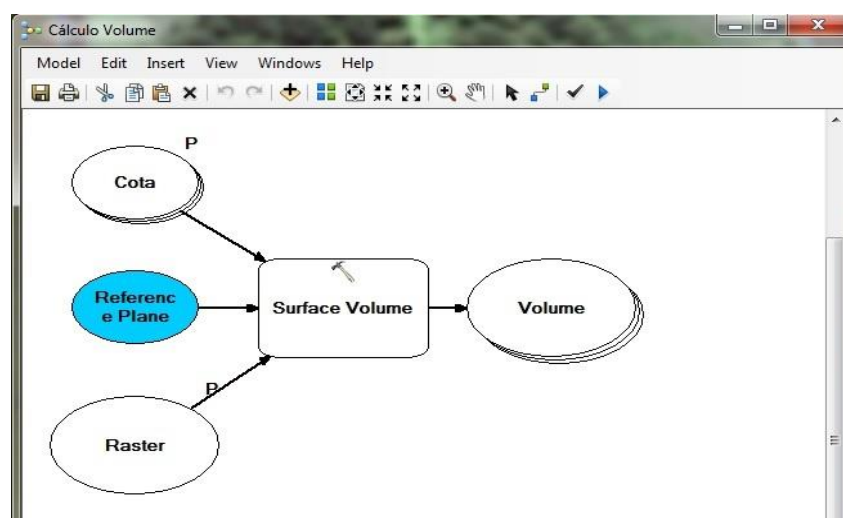 Cálculo Volume
Model Edit Insert View Windows Help
P
Cota
Referenc
e Plane
Surface Volume
Volume
P
Raster